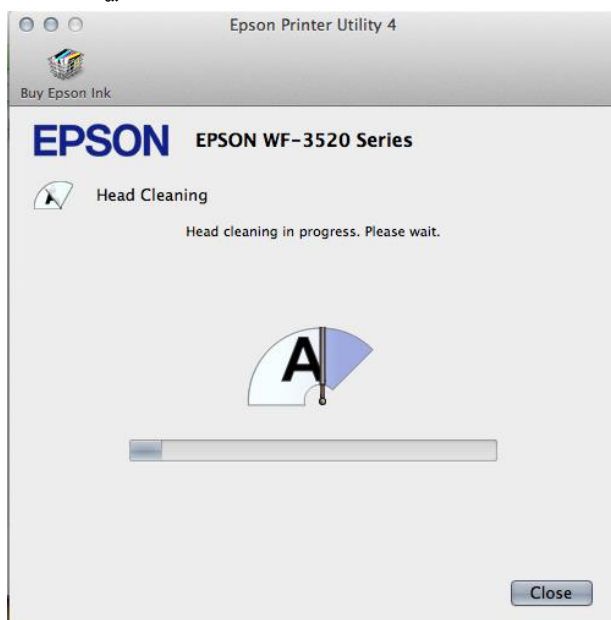 a.
Epson Printer Utility 4
Buy Epson Ink
EPSON EPSON WF-3520 Series
Head Cleaning
Head cleaning in progress. Please wait.
A
Close